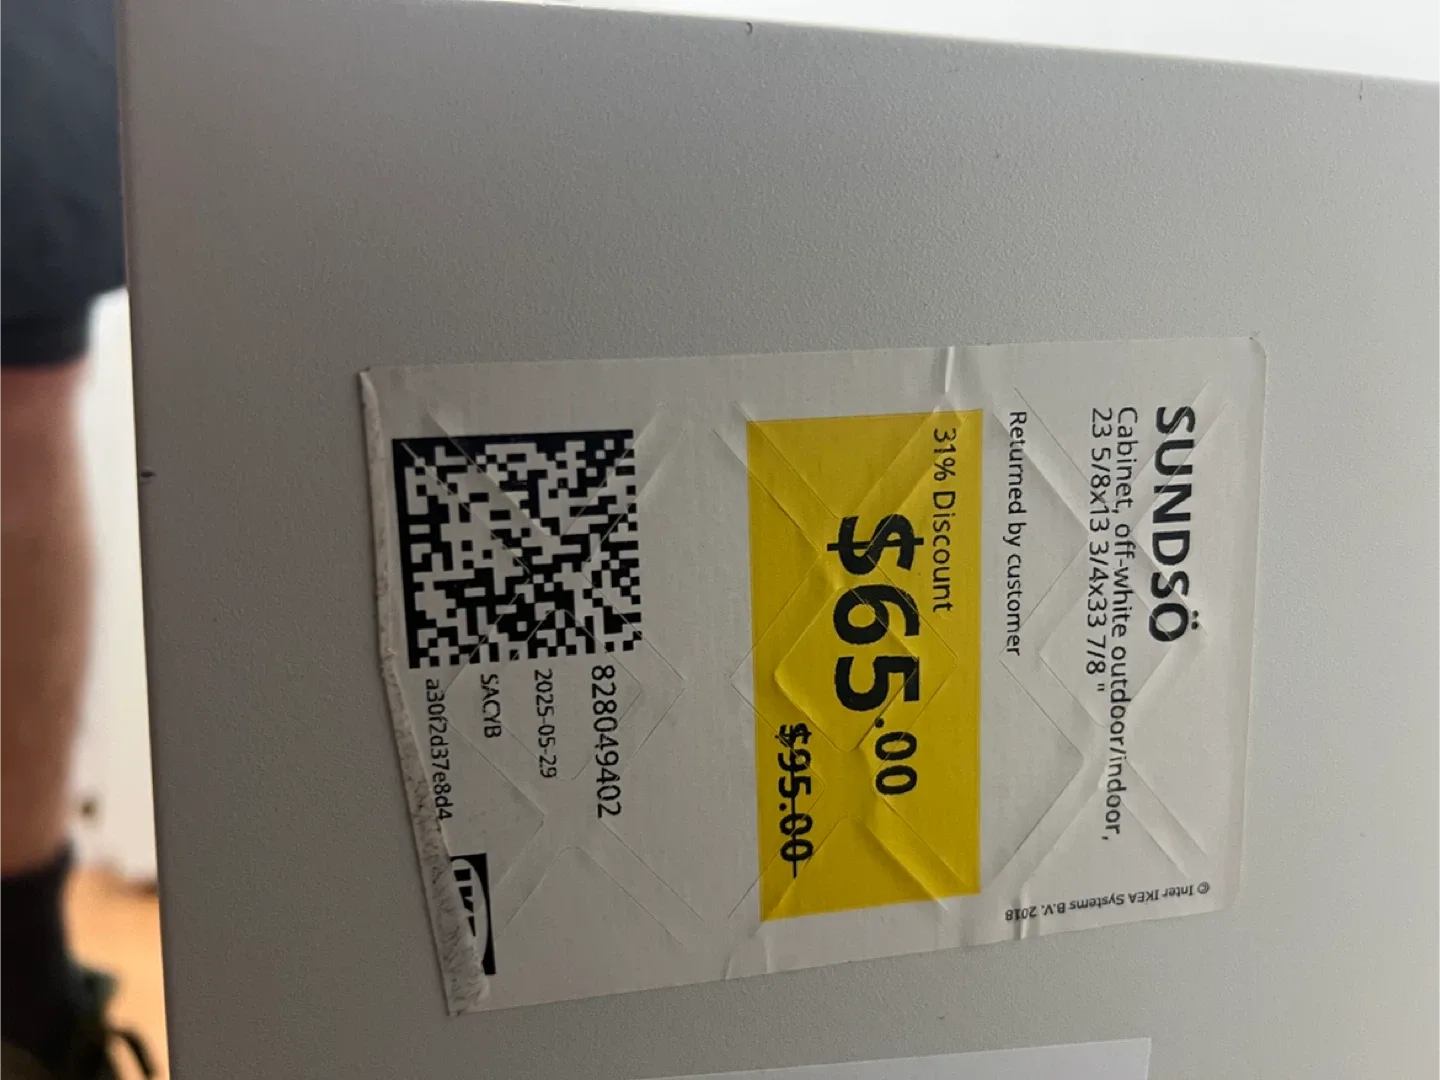 SUNDSÖ
Cabinet, off-white outdoor/indoor,
23 5/8x13 3/4x33 7/8 "
Returned by customer
31% Discount
$65.00
$95.00
828049402
2025-05-29
SACYB
a30f2d37e8d4
IKEA
© Inter IKEA Systems B.V. 2018